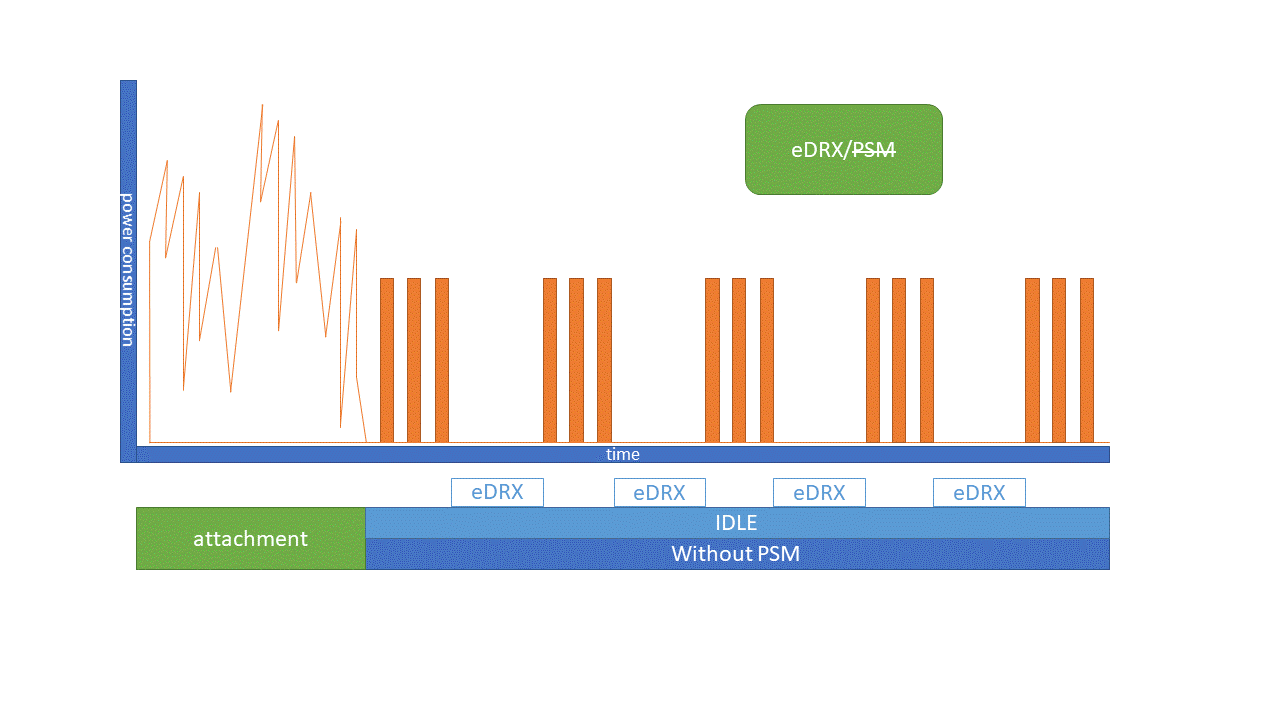 eDRX/PSM
power consumption
time
eDRX eDRX eDRX eDRX
IDLE
attachment
Without PSM